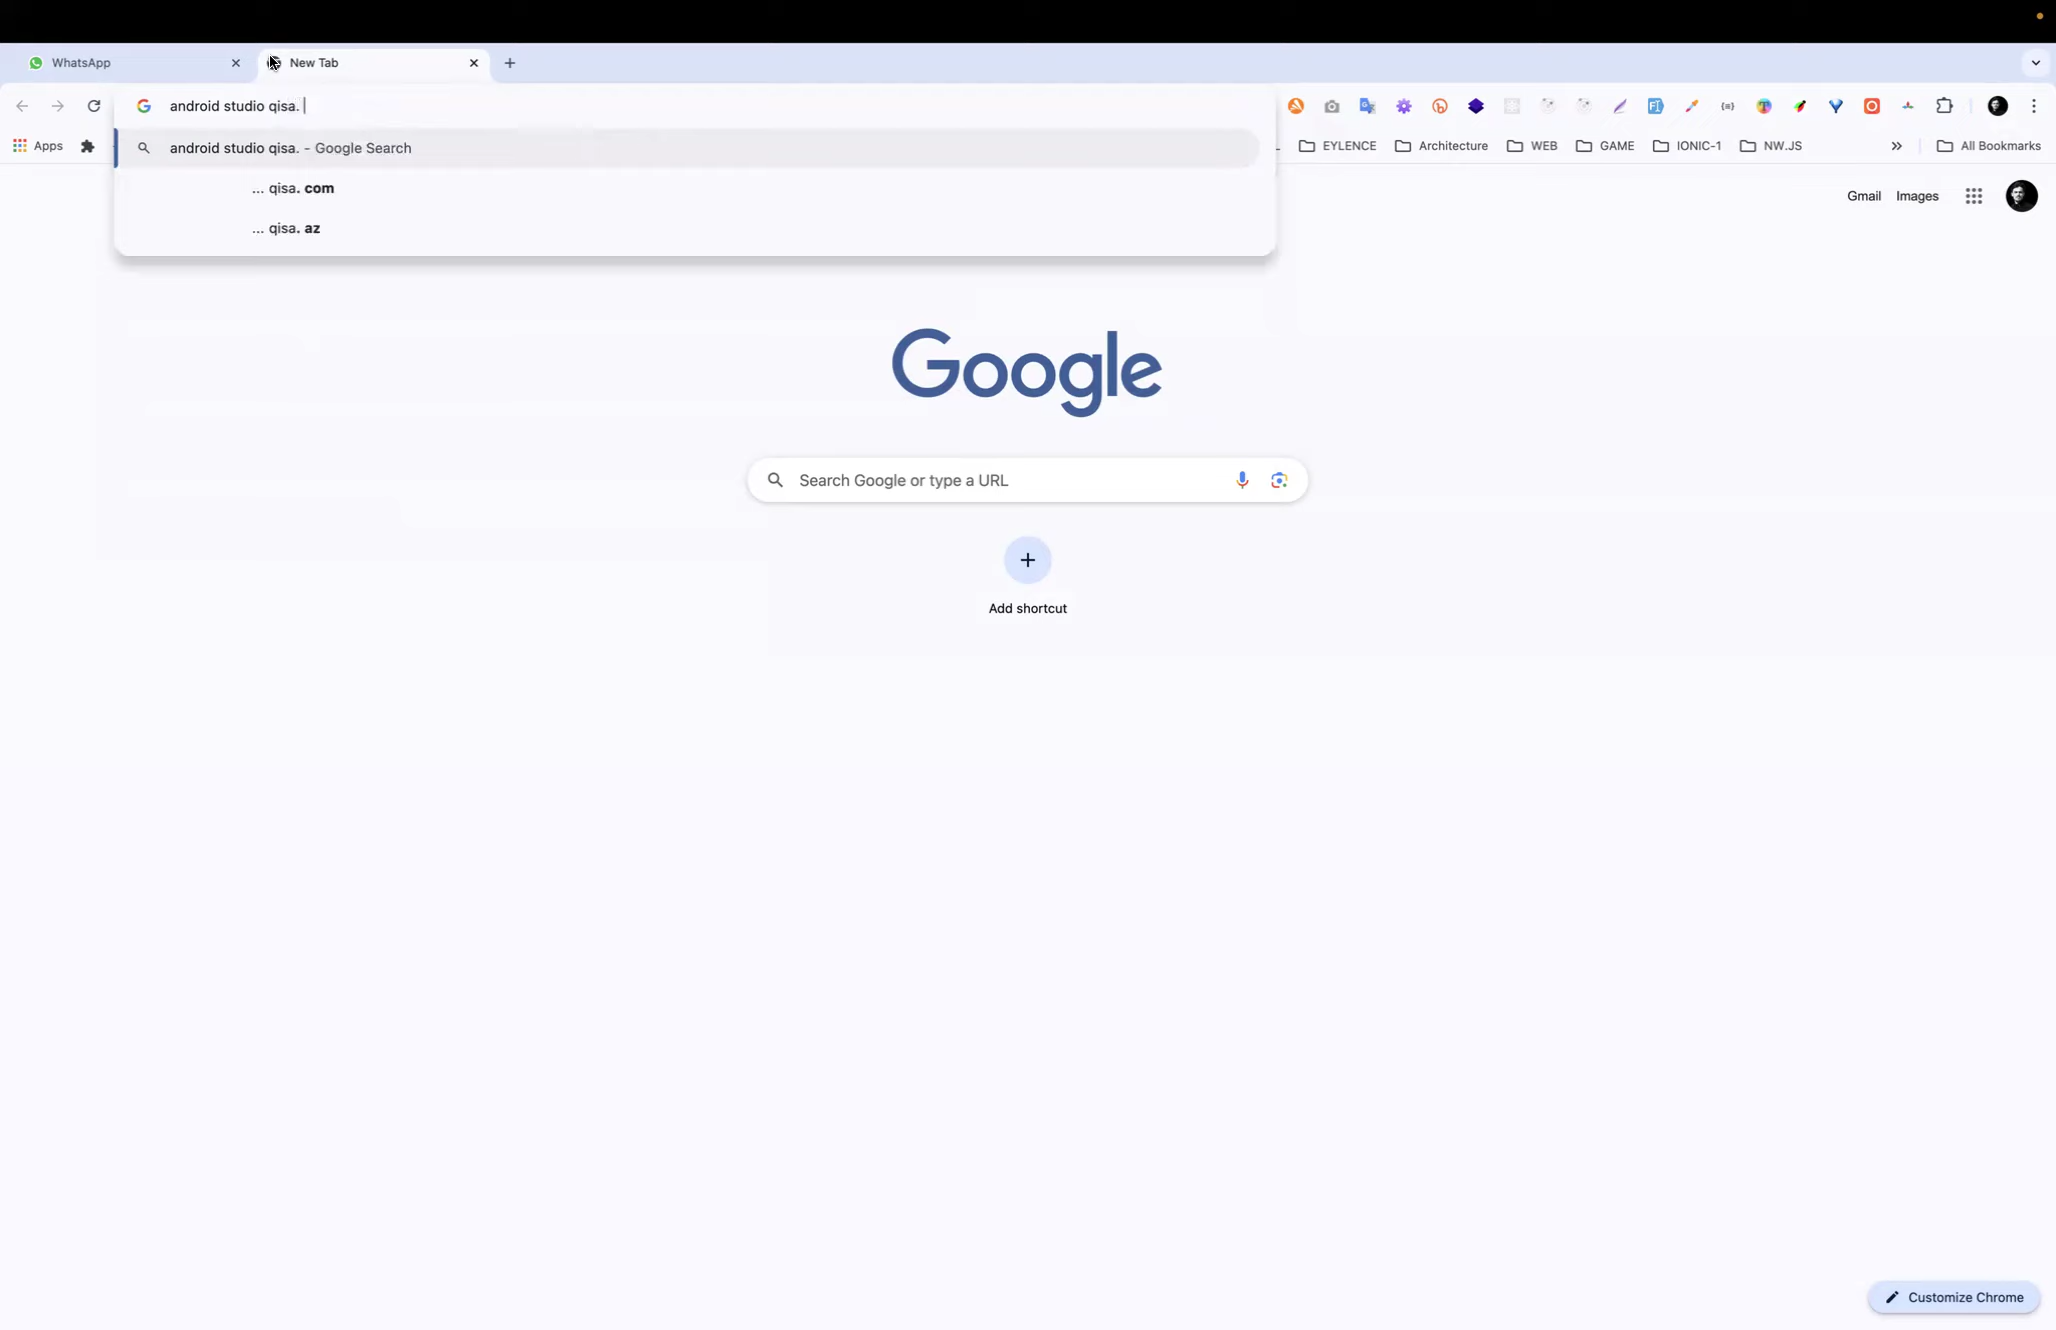 WhatsApp
New Tab
android studio qisa.
Apps
EYLENCE
Architecture
WEB
GAME
IONIC-1
NW.JS
All Bookmarks
android studio qisa. - Google Search
... qisa. com
... qisa. az
Gmail
Images
Google
Search Google or type a URL
Add shortcut
Customize Chrome